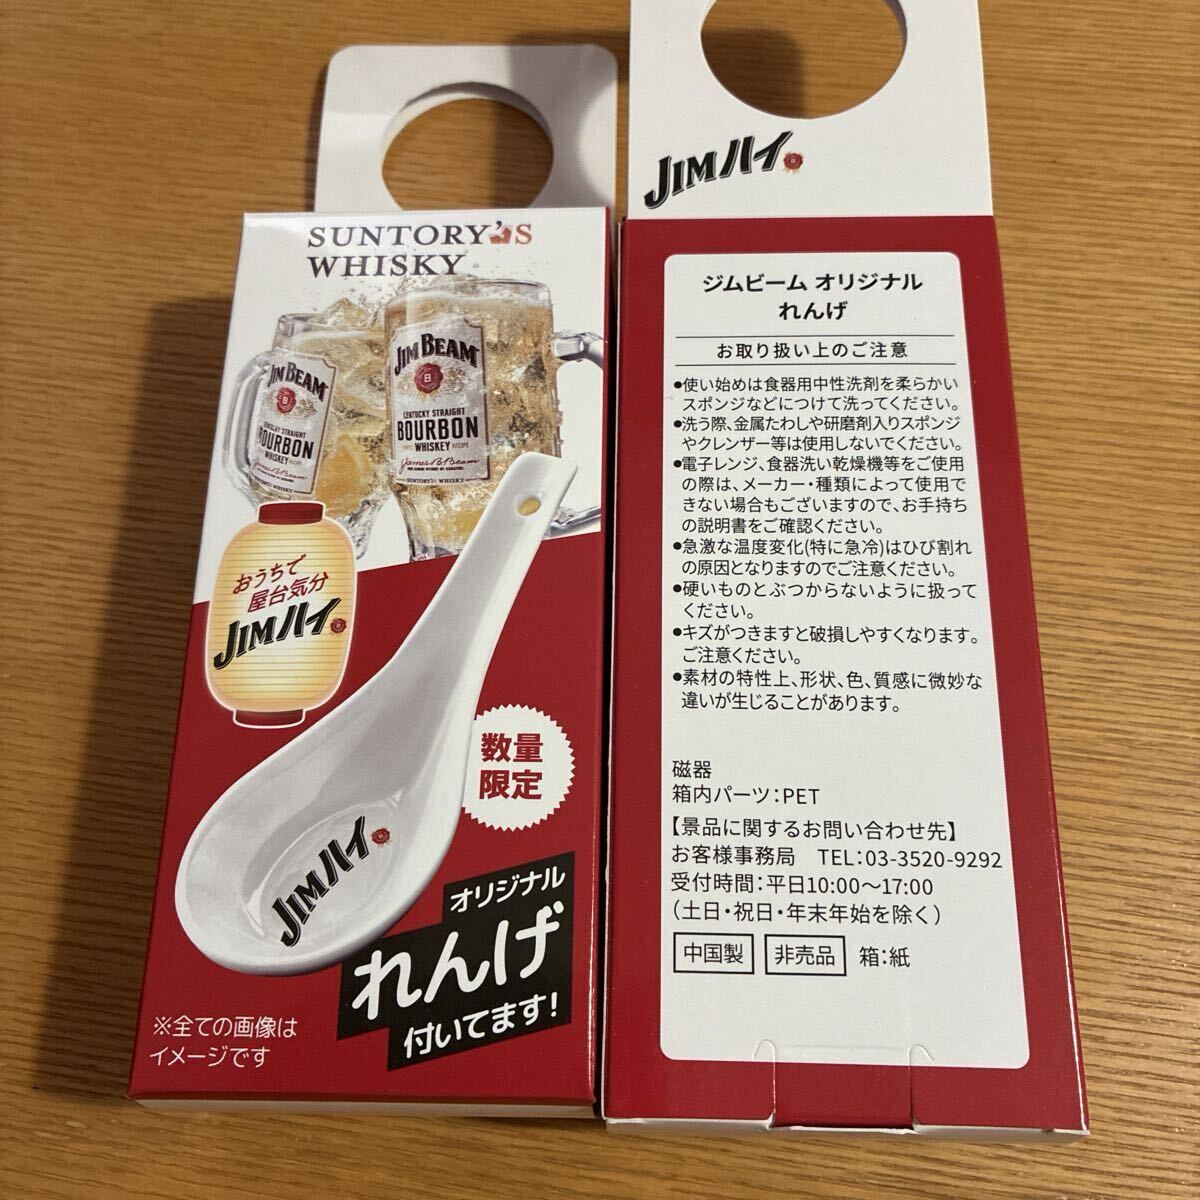 SUNTORY'S
WHISKY
JIM BEAM
B
KENTUCKY STRAIGHT
BOURBON
WHISKEY
JIM BEAM
B
KENTUCKY STRAIGHT
BOURBON
WHISKEY RECIPE
James B. Beam
SUNTORY'S WHISKY
おうちで
屋台気分
JIMハイ
数量
限定
JIMハイ
オリジナル
れんげ
付いてます!
※全ての画像は
イメージです
JIMハイ
ジムビーム オリジナル
れんげ
お取り扱い上のご注意
●使い始めは食器用中性洗剤を柔らかい
スポンジなどにつけて洗ってください。
●洗う際、金属たわしや研磨剤入りスポンジ
やクレンザー等は使用しないでください。
●電子レンジ、食器洗い乾燥機等をご使用
の際は、メーカー・種類によって使用で
きない場合もございますので、お手持ち
の説明書をご確認ください。
●急激な温度変化(特に急冷)はひび割れ
の原因となりますのでご注意ください。
●硬いものとぶつからないように扱って
ください。
●キズがつきますと破損しやすくなります。
ご注意ください。
●素材の特性上、形状、色、質感に微妙な
違いが生じることがあります。
磁器
箱内パーツ:PET
【景品に関するお問い合わせ先】
お客様事務局 TEL:03-3520-9292
受付時間:平日10:00〜17:00
(土日・祝日・年末年始を除く)
中国製 非売品 箱:紙